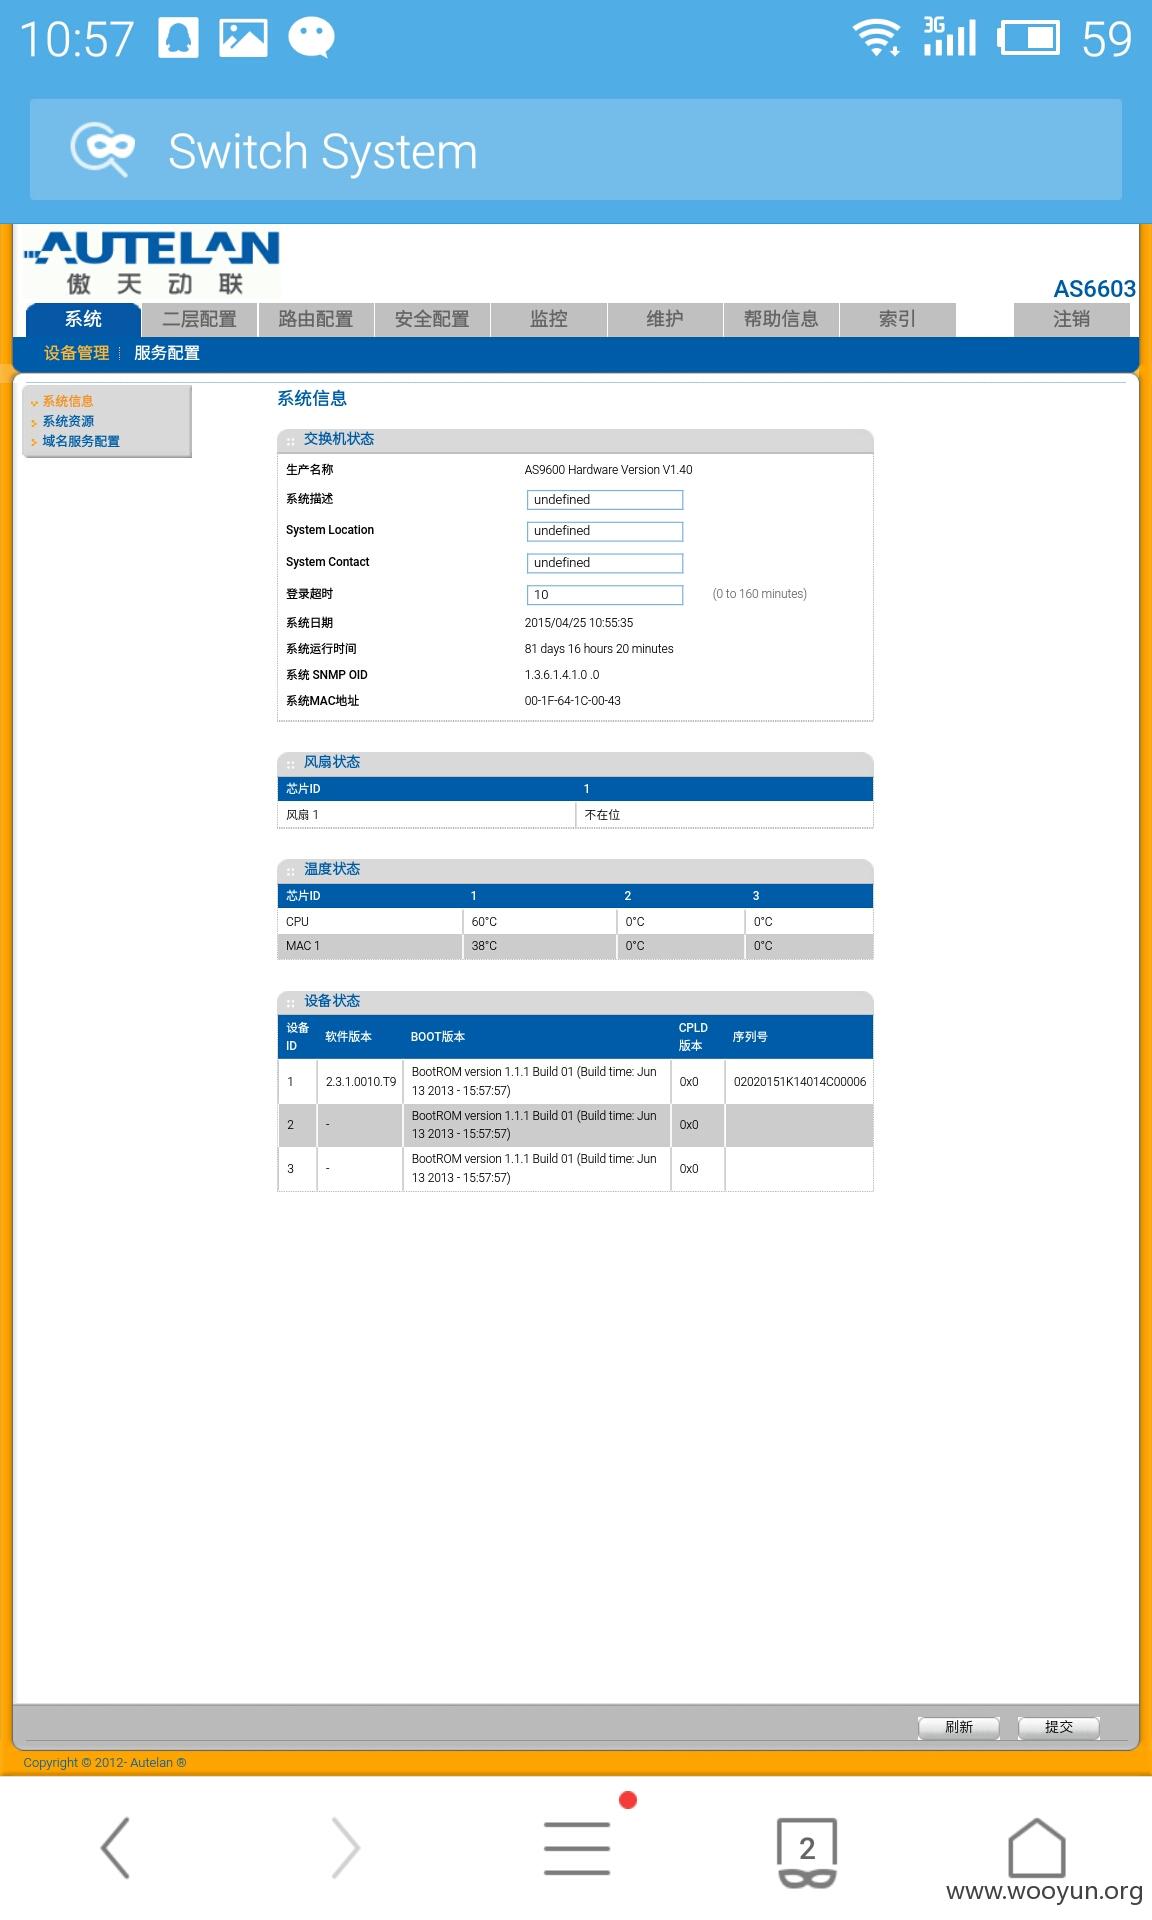 10:57
3G
59
Switch System
AUTELAN
傲天动联
AS6603
系统 二层配置 路由配置 安全配置 监控 维护 帮助信息 索引 注销
设备管理 服务配置
系统信息
系统资源
域名服务配置
系统信息
交换机状态
生产名称 AS9600 Hardware Version V1.40
系统描述 undefined
System Location undefined
System Contact undefined
登录超时 10 (0 to 160 minutes)
系统日期 2015/04/25 10:55:35
系统运行时间 81 days 16 hours 20 minutes
系统 SNMP OID 1.3.6.1.4.1.0 .0
系统MAC地址 00-1F-64-1C-00-43
风扇状态
芯片ID 1
风扇 1 不在位
温度状态
芯片ID 1 2 3
CPU 60°C 0°C 0°C
MAC 1 38°C 0°C 0°C
设备状态
设备 ID 软件版本 BOOT版本 CPLD 版本 序列号
1 2.3.1.0010.T9 BootROM version 1.1.1 Build 01 (Build time: Jun 0x0 02020151K14014C00006
13 2013 - 15:57:57)
2 - BootROM version 1.1.1 Build 01 (Build time: Jun 0x0
13 2013 - 15:57:57)
3 - BootROM version 1.1.1 Build 01 (Build time: Jun 0x0
13 2013 - 15:57:57)
刷新 提交
Copyright © 2012- Autelan ®
2
www.wooyun.org